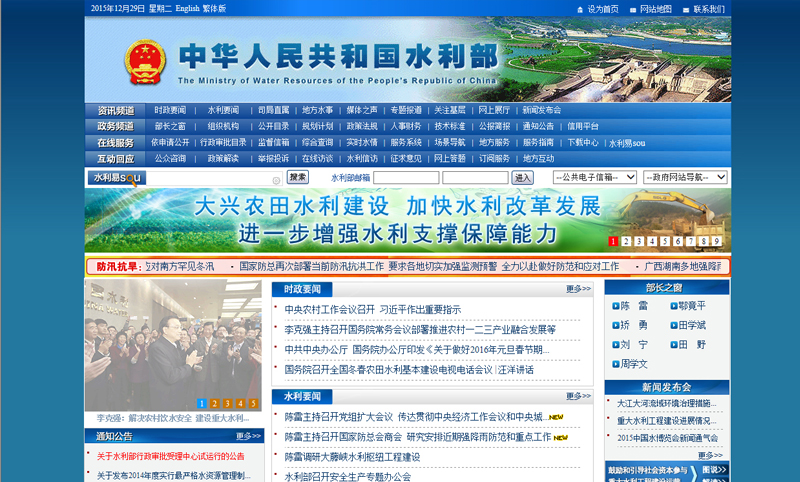 2015年12月29日 星期二 English 繁体版
设为首页 网站地图 联系我们
中华人民共和国水利部
The Ministry of Water Resources of the People's Republic of China
资讯频道 时政要闻 | 水利要闻 | 司局直属 | 地方水事 | 媒体之声 | 专题报道 | 关注基层 | 网上展厅 | 新闻发布会
政务频道 部长之窗 | 组织机构 | 公开目录 | 规划计划 | 政策法规 | 人事财务 | 技术标准 | 公报简报 | 通知公告 | 信用平台
在线服务 依申请公开 | 行政审批目录 | 监督信箱 | 综合查询 | 实时水情 | 服务系统 | 场景导航 | 地方服务 | 服务指南 | 下载中心 | 水利易sou
互动回应 公众咨询 | 政策解读 | 举报投诉 | 在线访谈 | 水利信访 | 征求意见 | 网上答题 | 订阅服务 | 地方互动
水利易sou 搜索 水利部邮箱 进入 --公共电子信箱-- --政府网站导航--
大兴农田水利建设 加快水利改革发展
进一步增强水利支撑保障能力
1 2 3 4 5 6 7 8 9
防汛抗旱: 应对南方罕见冬汛 · 国家防总再次部署当前防汛抗洪工作 要求各地切实加强监测预警 全力以赴做好防范和应对工作 · 广西湖南多地强降雨
1 2 3 4 5
李克强: 解决农村饮水安全 建设重大水利...
通知公告 更多>>
关于水利部行政审批受理中心试运行的公告
关于发布2014年度实行最严格水资源管理制...
时政要闻 更多>>
中央农村工作会议召开 习近平作出重要指示
李克强主持召开国务院常务会议部署推进农村一二三产业融合发展等
中共中央办公厅 国务院办公厅印发《关于做好2016年元旦春节期...
国务院召开全国冬春农田水利基本建设电视电话会议 | 汪洋讲话
水利要闻 更多>>
陈雷主持召开党组扩大会议 传达贯彻中央经济工作会议和中央城... NEW
陈雷主持召开国家防总会商会 研究安排近期强降雨防范和重点工作 NEW
陈雷调研大藤峡水利枢纽工程建设
水利部召开安全生产专题办公会
部长之窗
陈 雷 鄂竟平
矫 勇 田学斌
刘 宁 田 野
周学文
新闻发布会
大江大河流域环境治理措施...
重大水利工程建设进展情况...
2015中国水博览会新闻通气会
更多>>
鼓励和引导社会资本参与 图说>>
重大水利工程建设运营